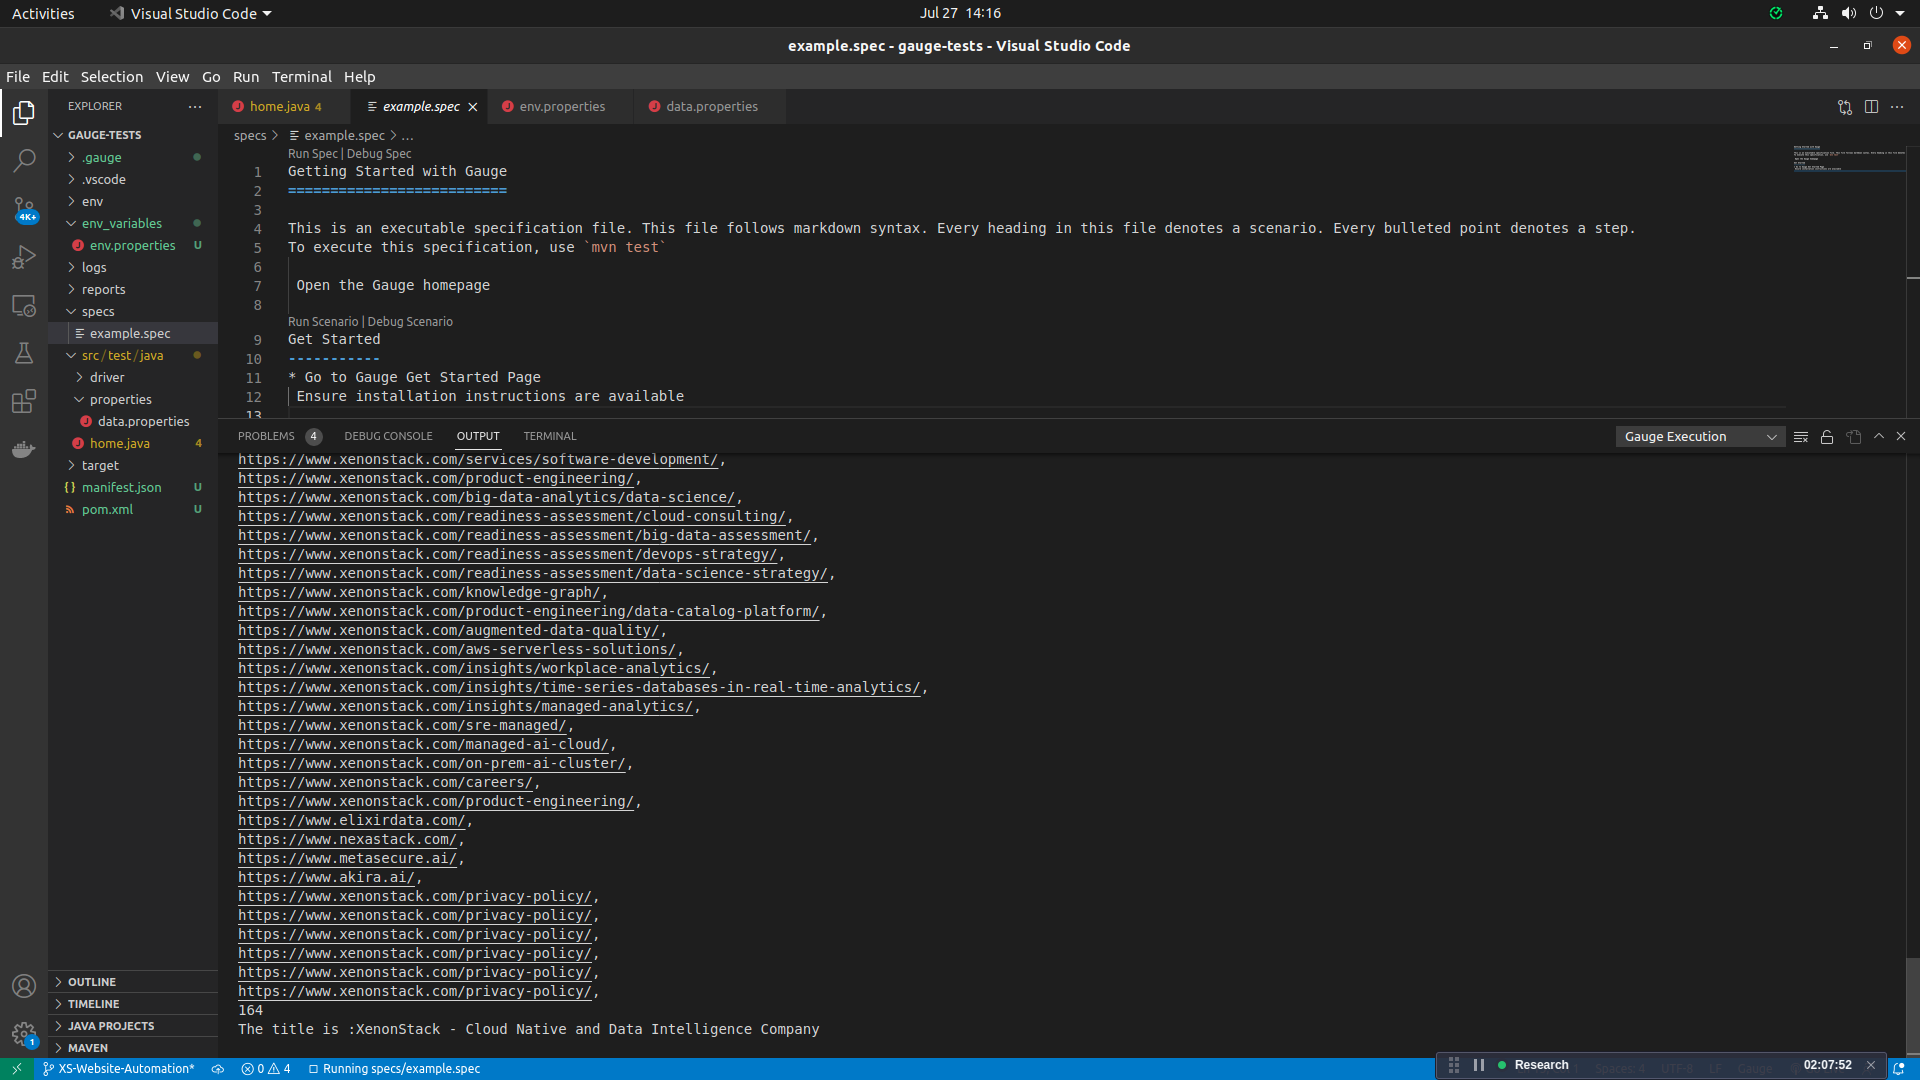 Activities
Visual Studio Code
Jul 27 14:16
example.spec - gauge-tests - Visual Studio Code
File Edit Selection View Go Run Terminal Help
EXPLORER
home.java 4
example.spec
env.properties
data.properties
GAUGE-TESTS
.gauge
.vscode
env
env_variables
env.properties U
logs
reports
specs
example.spec
src/test/java
driver
properties
data.properties
home.java 4
target
manifest.json U
pom.xml U
4K+
specs > example.spec > ...
Run Spec | Debug Spec
1 Getting Started with Gauge
2 ==========================
3
4 This is an executable specification file. This file follows markdown syntax. Every heading in this file denotes a scenario. Every bulleted point denotes a step.
5 To execute this specification, use `mvn test`
6
7 Open the Gauge homepage
8
Run Scenario | Debug Scenario
9 Get Started
10 -----------
11 * Go to Gauge Get Started Page
12 Ensure installation instructions are available
13
PROBLEMS 4 DEBUG CONSOLE OUTPUT TERMINAL
Gauge Execution
https://www.xenonstack.com/services/software-development/,
https://www.xenonstack.com/product-engineering/,
https://www.xenonstack.com/big-data-analytics/data-science/,
https://www.xenonstack.com/readiness-assessment/cloud-consulting/,
https://www.xenonstack.com/readiness-assessment/big-data-assessment/,
https://www.xenonstack.com/readiness-assessment/devops-strategy/,
https://www.xenonstack.com/readiness-assessment/data-science-strategy/,
https://www.xenonstack.com/knowledge-graph/,
https://www.xenonstack.com/product-engineering/data-catalog-platform/,
https://www.xenonstack.com/augmented-data-quality/,
https://www.xenonstack.com/aws-serverless-solutions/,
https://www.xenonstack.com/insights/workplace-analytics/,
https://www.xenonstack.com/insights/time-series-databases-in-real-time-analytics/,
https://www.xenonstack.com/insights/managed-analytics/,
https://www.xenonstack.com/sre-managed/,
https://www.xenonstack.com/managed-ai-cloud/,
https://www.xenonstack.com/on-prem-ai-cluster/,
https://www.xenonstack.com/careers/,
https://www.xenonstack.com/product-engineering/,
https://www.elixirdata.com/,
https://www.nexastack.com/,
https://www.metasecure.ai/,
https://www.akira.ai/,
https://www.xenonstack.com/privacy-policy/,
https://www.xenonstack.com/privacy-policy/,
https://www.xenonstack.com/privacy-policy/,
https://www.xenonstack.com/privacy-policy/,
https://www.xenonstack.com/privacy-policy/,
https://www.xenonstack.com/privacy-policy/,
164
The title is :XenonStack - Cloud Native and Data Intelligence Company
OUTLINE
TIMELINE
JAVA PROJECTS
MAVEN
1
XS-Website-Automation*
0 4
Running specs/example.spec
Research 02:07:52
Spaces: 4 UTF-8 LF Gauge